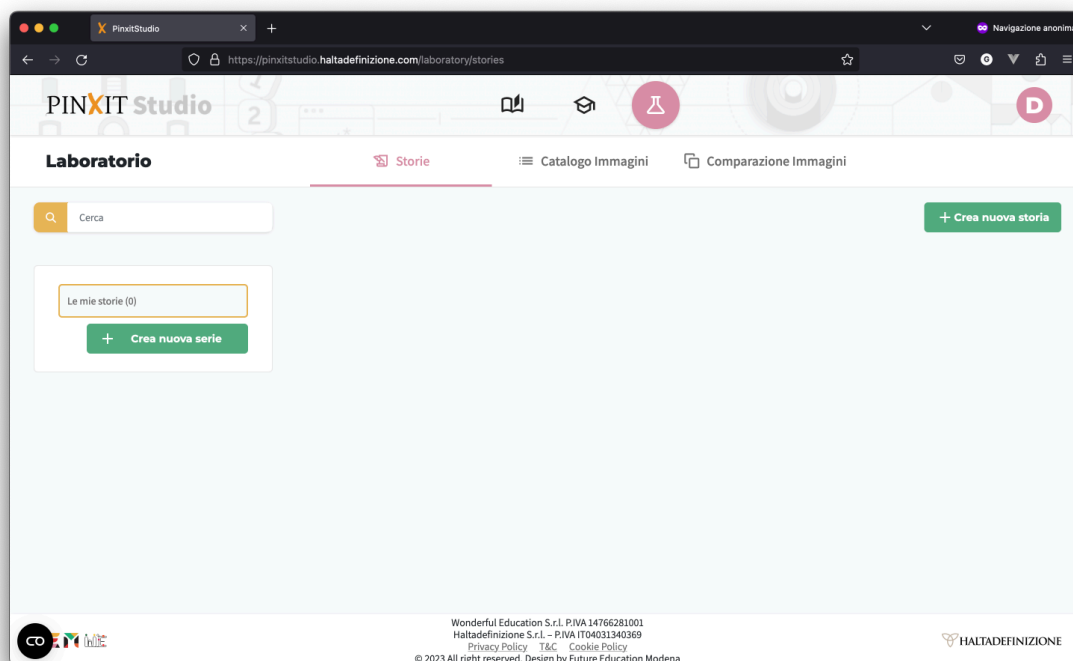 PinxitStudio
Navigazione anonima
https://pinxitstudio.haltadefinizione.com/laboratory/stories
PINXIT Studio
D
Laboratorio
Storie
Catalogo Immagini
Comparazione Immagini
Cerca
+ Crea nuova storia
Le mie storie (0)
+ Crea nuova serie
Wonderful Education S.r.l. P.IVA 14766281001
Haltadefinizione S.r.l. – P.IVA IT04031340369
Privacy Policy T&C Cookie Policy
© 2023 All right reserved. Design by Future Education Modena
HALTADEFINIZIONE